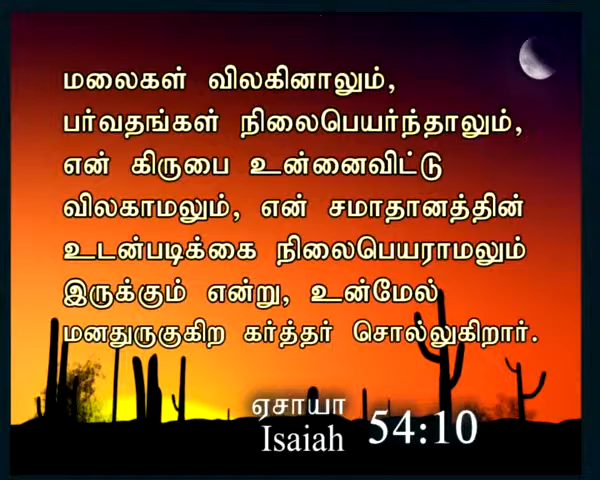 மலைகள் விலகினாலும்,
பர்வதங்கள் நிலைபெயர்ந்தாலும்,
என் கிருபை உன்னைவிட்டு
விலகாமலும், என் சமாதானத்தின்
உடன்படிக்கை நிலைபெயராமலும்
இருக்கும் என்று, உன்மேல்
மனதுருகுகிற கர்த்தர் சொல்லுகிறார்.
ஏசாயா
Isaiah 54:10